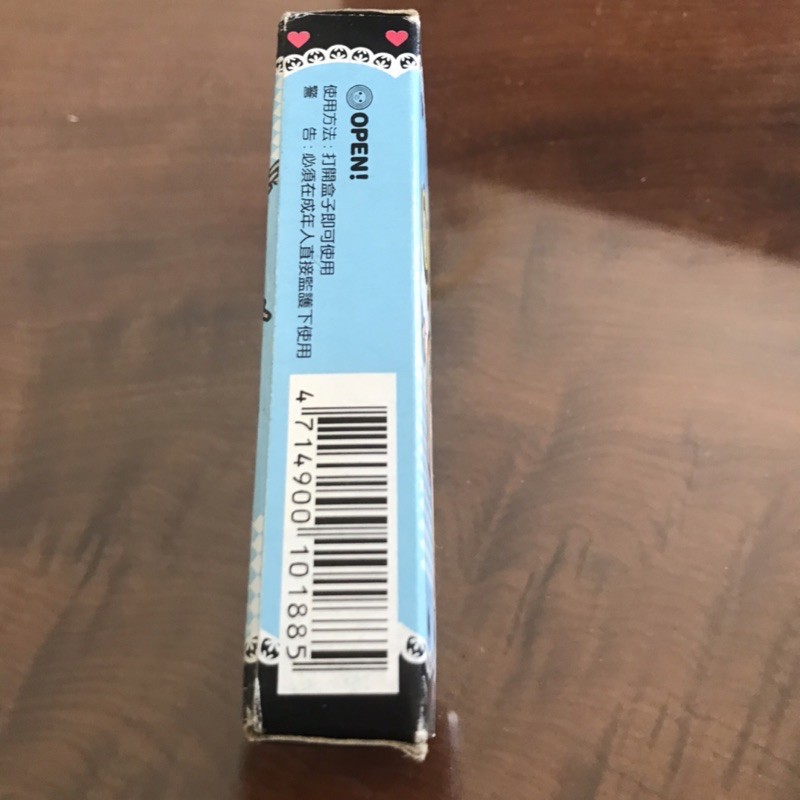 OPEN!
使用方法：打開盒子即可使用
警　　告：必須在成年人直接監護下使用
4 714900 101885